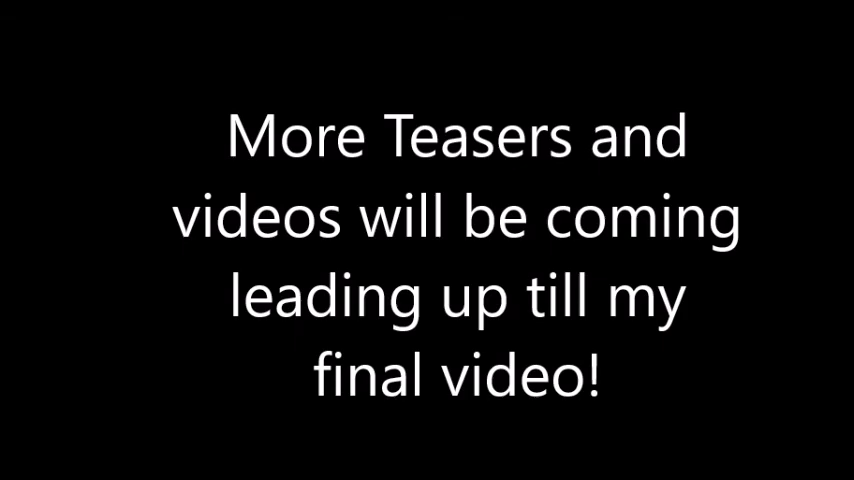 More Teasers and
videos will be coming
leading up till my
final video!